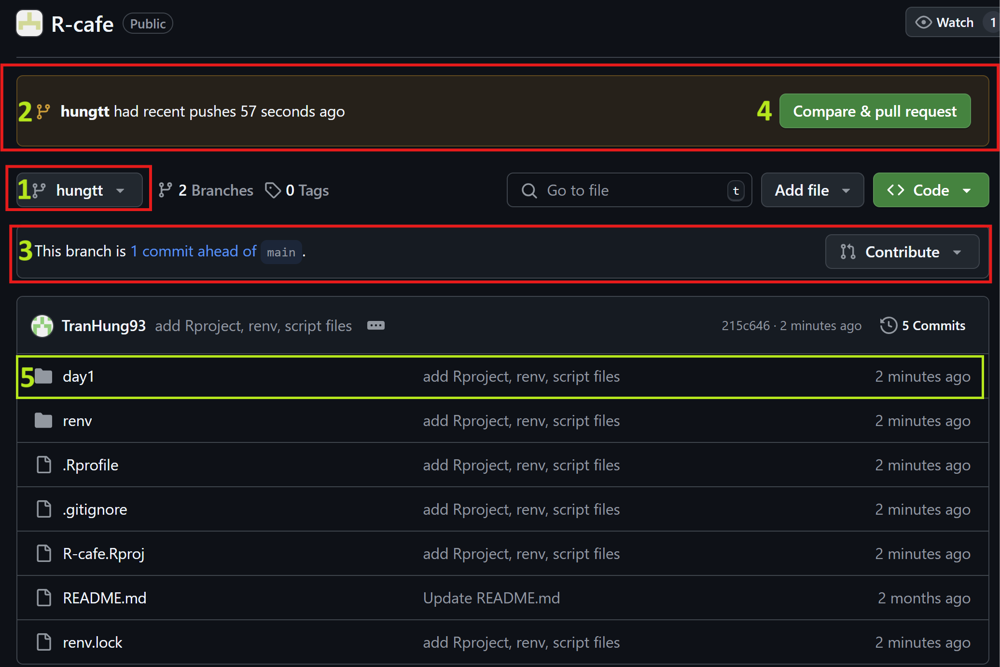 R-cafe Public Watch 1
2 hungtt had recent pushes 57 seconds ago 4 Compare & pull request
1 hungtt 2 Branches 0 Tags Go to file t Add file Code
3 This branch is 1 commit ahead of main . Contribute
TranHung93 add Rproject, renv, script files 215c646 · 2 minutes ago 5 Commits
5 day1 add Rproject, renv, script files 2 minutes ago
renv add Rproject, renv, script files 2 minutes ago
.Rprofile add Rproject, renv, script files 2 minutes ago
.gitignore add Rproject, renv, script files 2 minutes ago
R-cafe.Rproj add Rproject, renv, script files 2 minutes ago
README.md Update README.md 2 months ago
renv.lock add Rproject, renv, script files 2 minutes ago